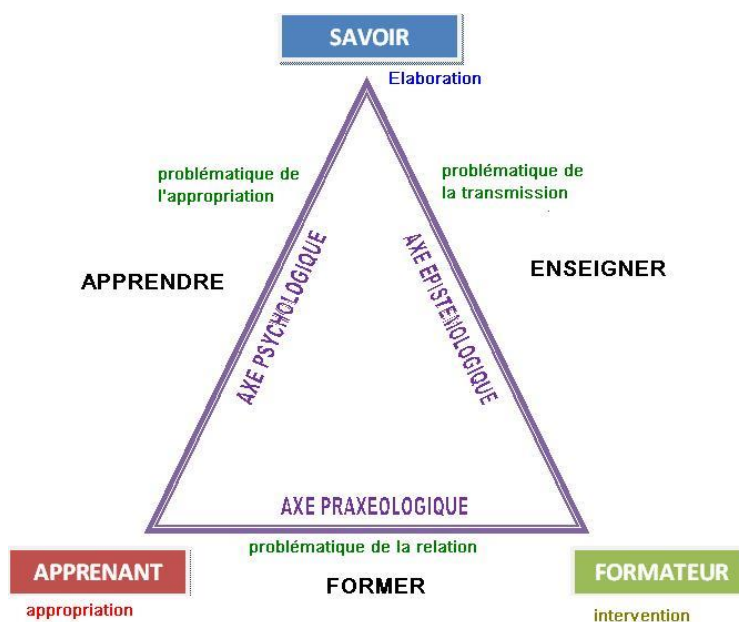 SAVOIR
Elaboration
problématique de
l'appropriation
problématique de
la transmission
APPRENDRE
ENSEIGNER
AXE PSYCHOLOGIQUE
AXE EPISTEMOLOGIQUE
AXE PRAXEOLOGIQUE
problématique de la relation
APPRENANT
FORMER
FORMATEUR
appropriation
intervention